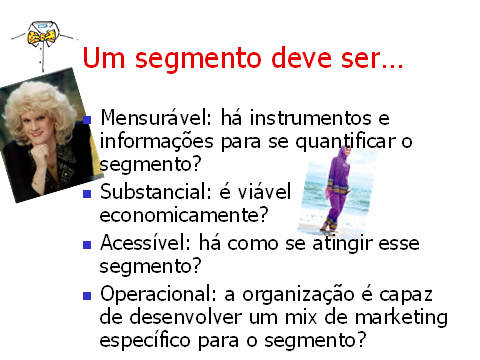 Um segmento deve ser...
Mensurável: há instrumentos e
informações para se quantificar o
segmento?
Substancial: é viável
economicamente?
Acessível: há como se atingir esse
segmento?
Operacional: a organização é capaz
de desenvolver um mix de marketing
específico para o segmento?